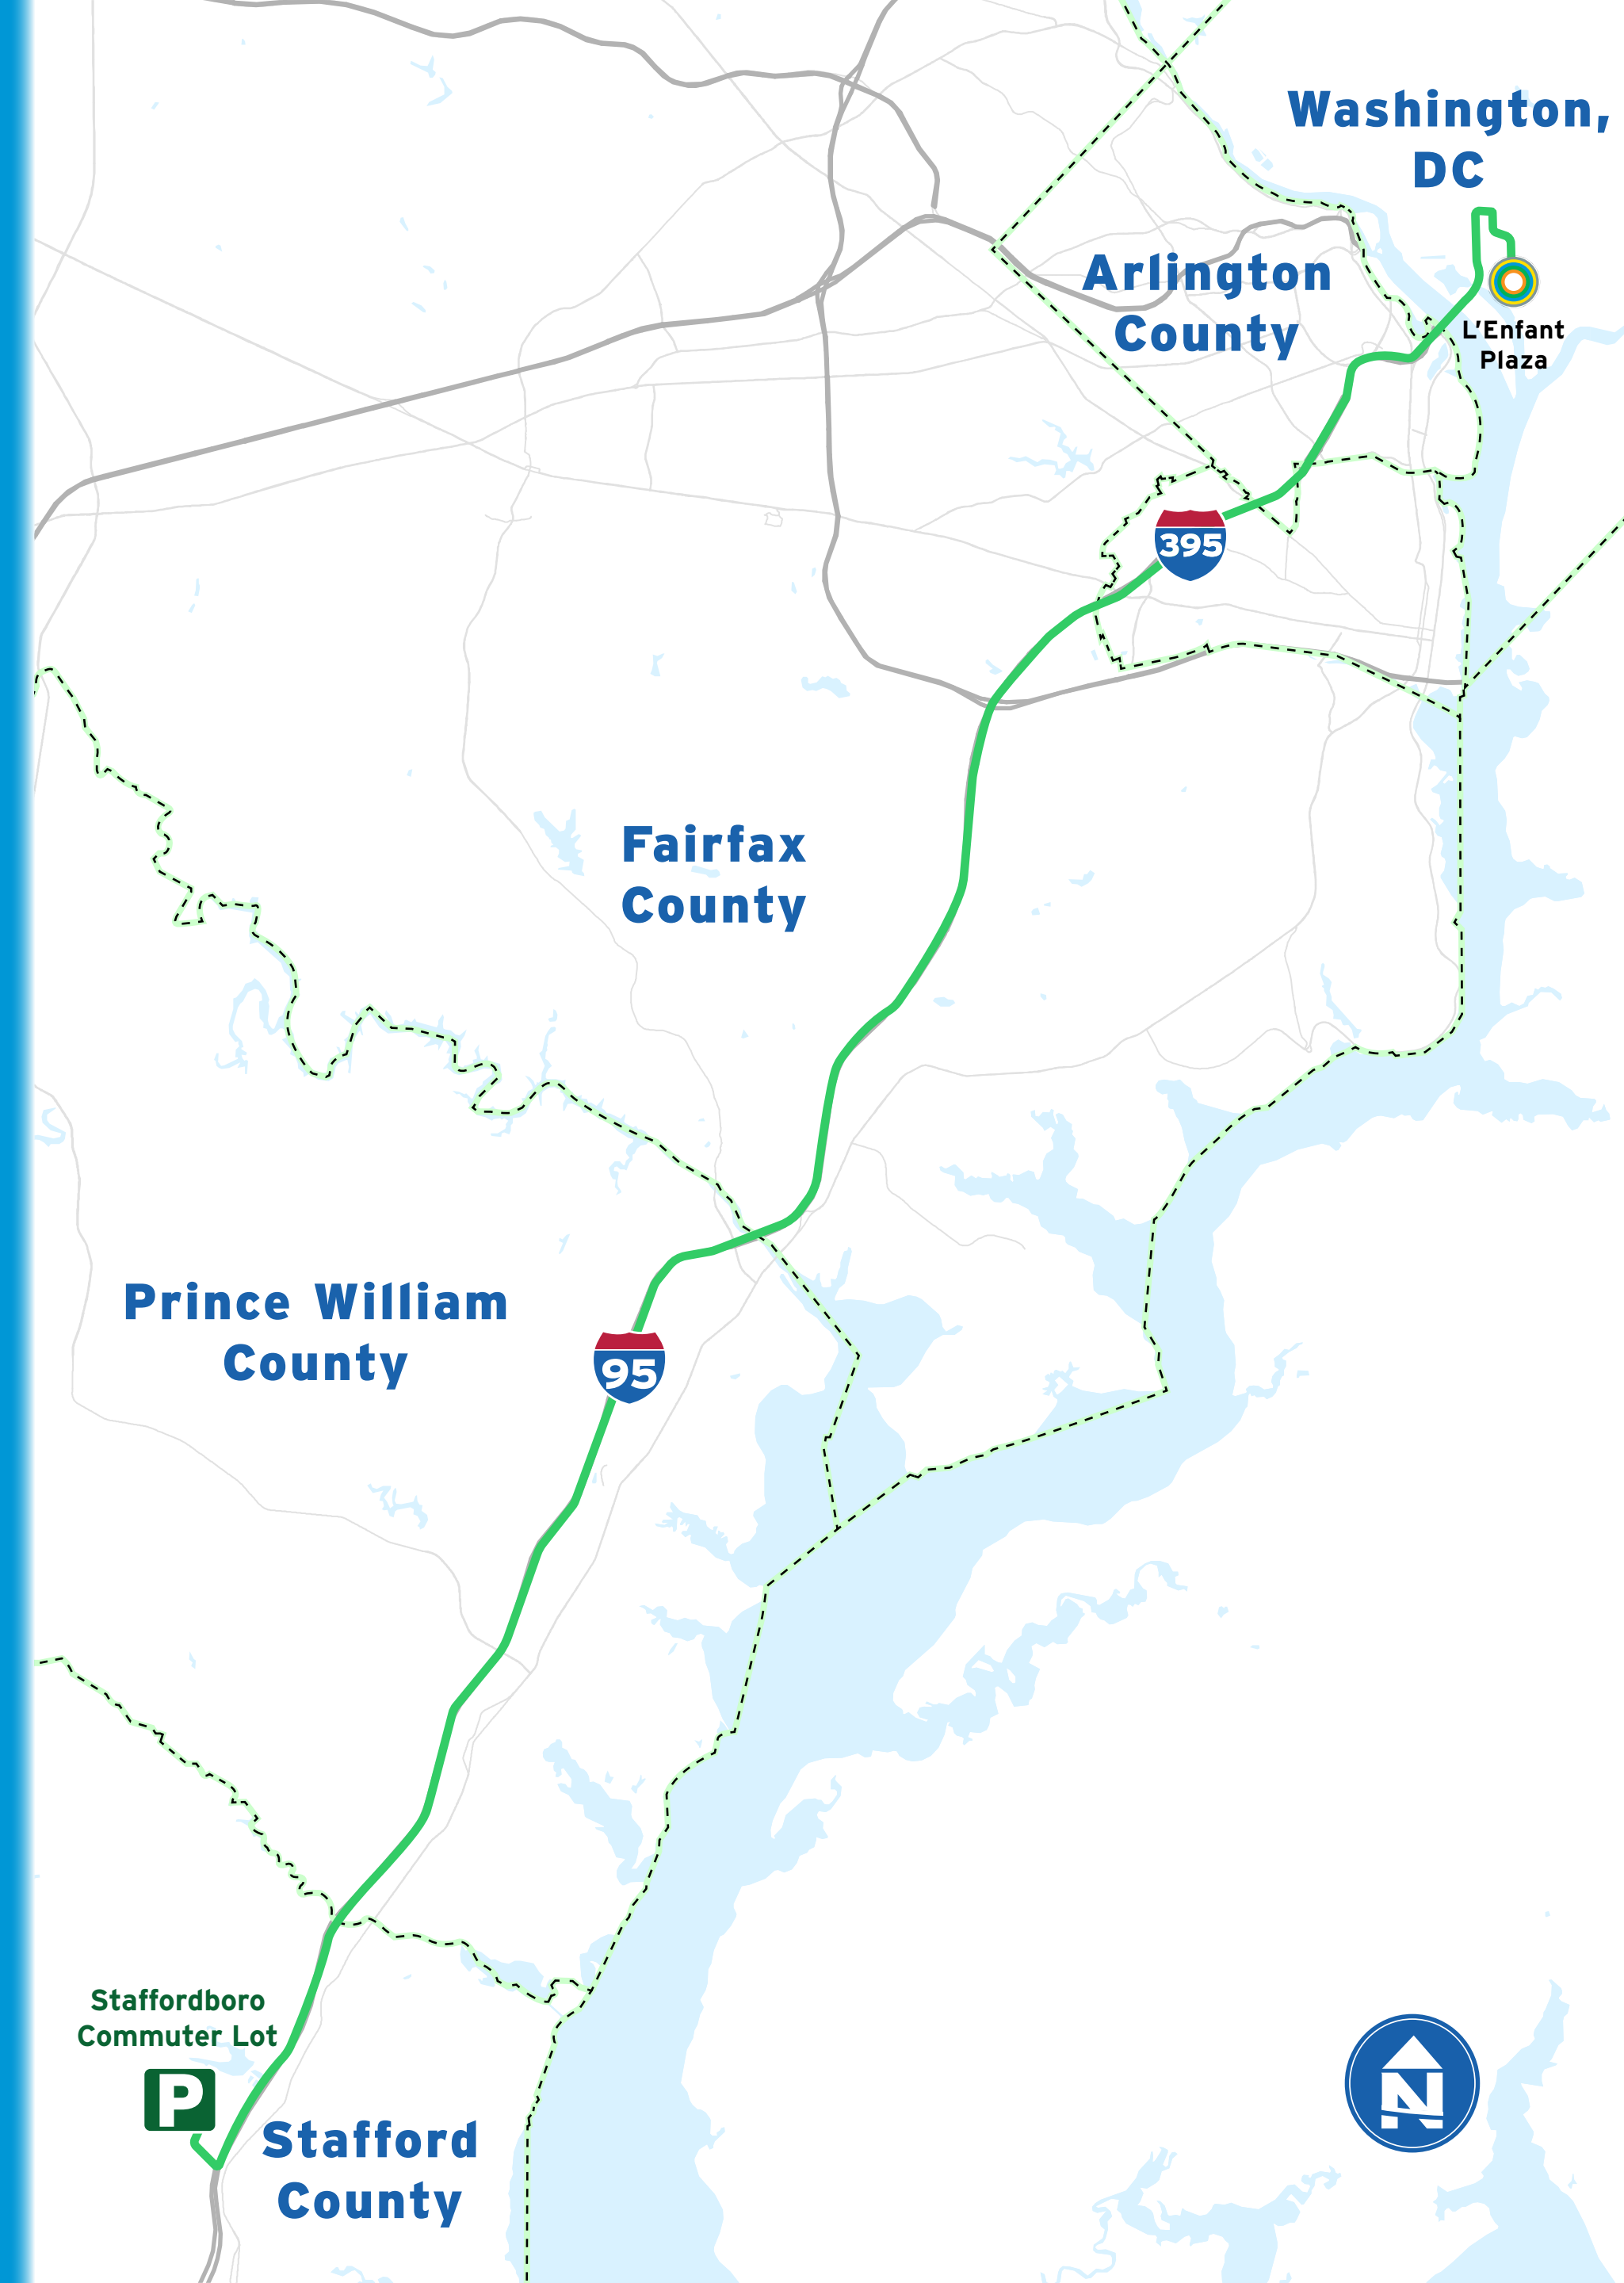 Washington,
DC
Arlington
County
L'Enfant
Plaza
395
Fairfax
County
Prince William
County
95
Staffordboro
Commuter Lot
P
Stafford
County
N